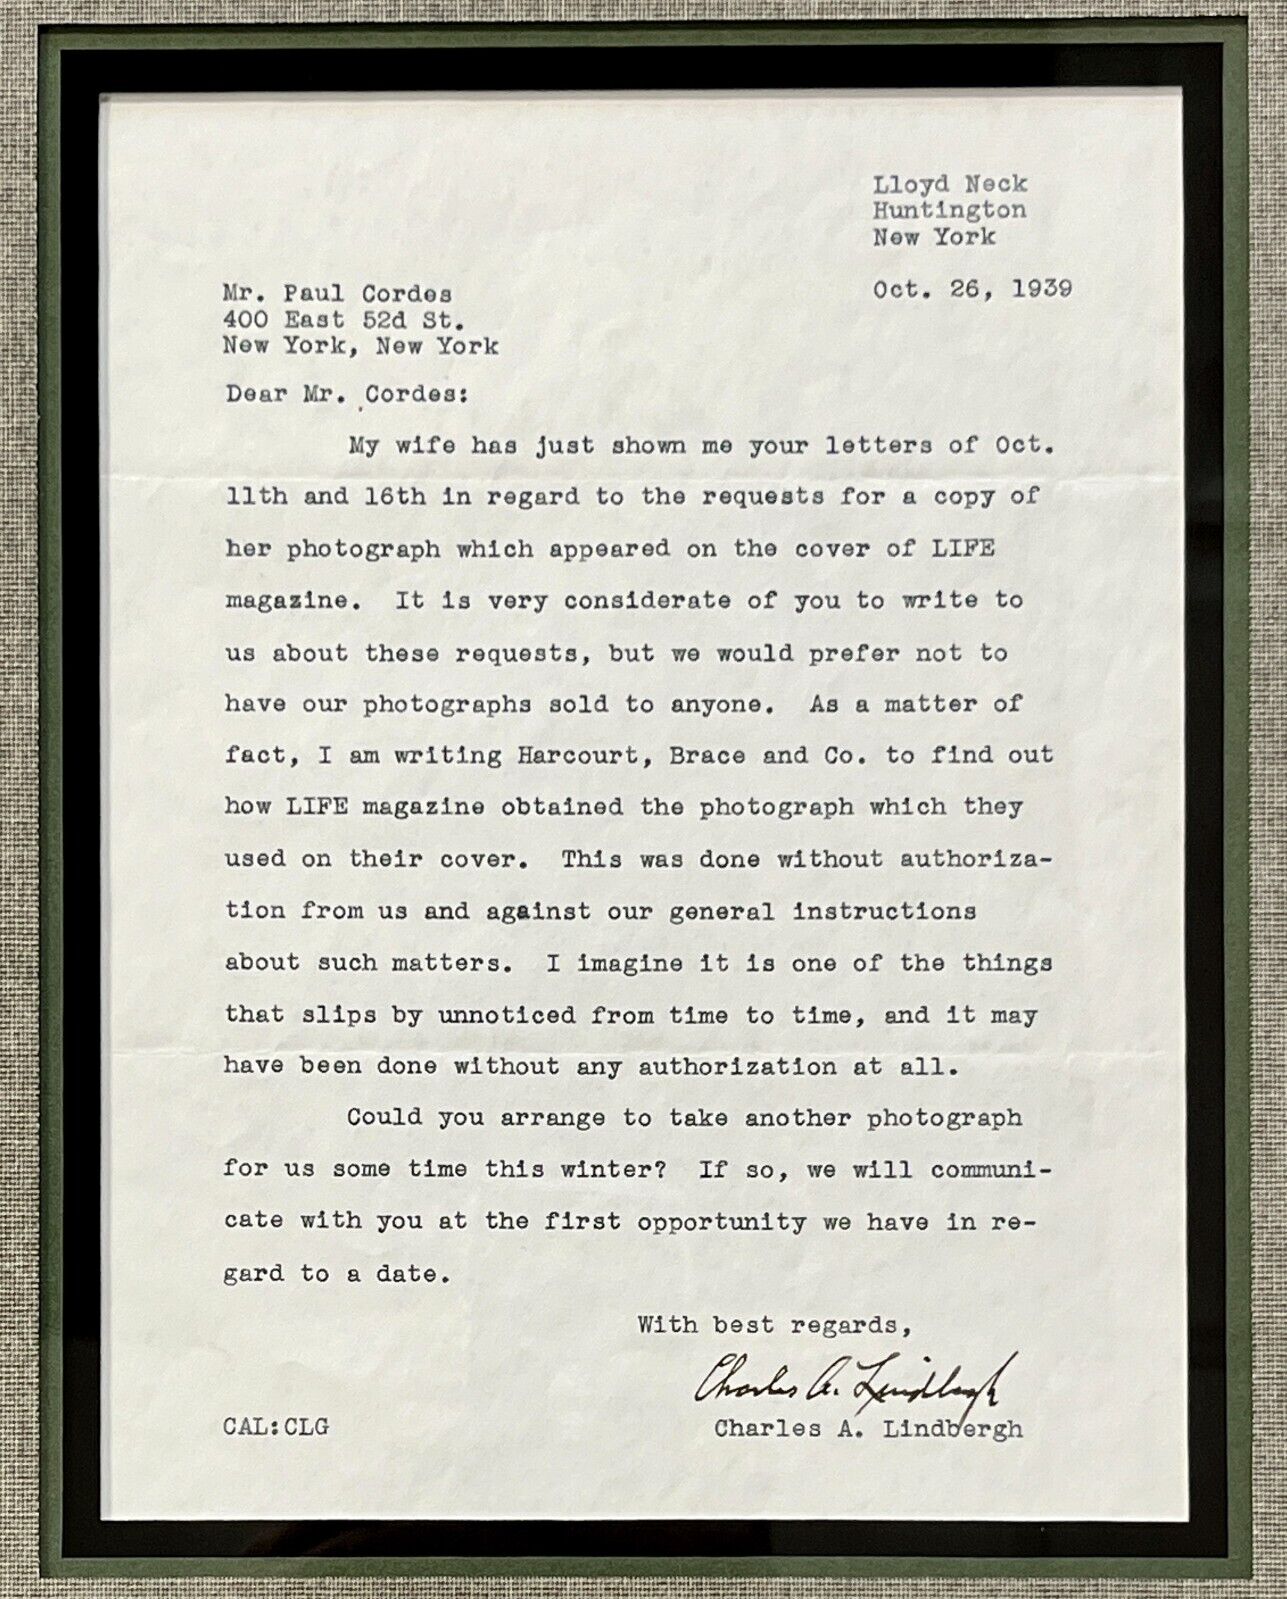 Lloyd Neck
Huntington
New York
Oct. 26, 1939
Mr. Paul Cordes
400 East 52d St.
New York, New York
Dear Mr. Cordes:
My wife has just shown me your letters of Oct.
11th and 16th in regard to the requests for a copy of
her photograph which appeared on the cover of LIFE
magazine. It is very considerate of you to write to
us about these requests, but we would prefer not to
have our photographs sold to anyone. As a matter of
fact, I am writing Harcourt, Brace and Co. to find out
how LIFE magazine obtained the photograph which they
used on their cover. This was done without authoriza-
tion from us and against our general instructions
about such matters. I imagine it is one of the things
that slips by unnoticed from time to time, and it may
have been done without any authorization at all.
Could you arrange to take another photograph
for us some time this winter? If so, we will communi-
cate with you at the first opportunity we have in re-
gard to a date.
With best regards,
Charles A. Lindbergh
CAL:CLG Charles A. Lindbergh